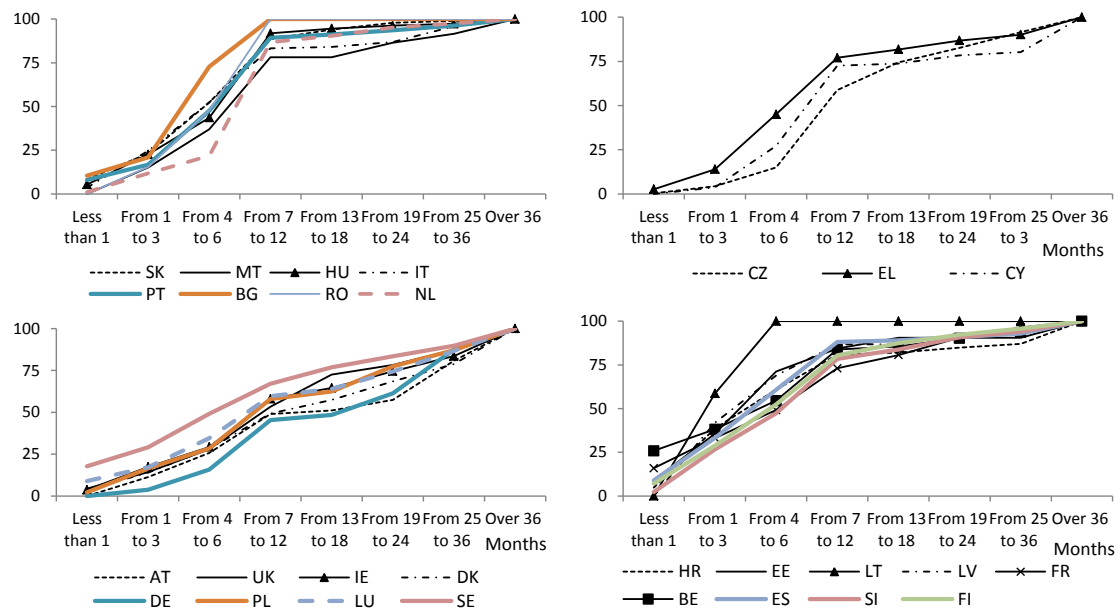 100
75
50
25
0
Less than 1 From 1 to 3 From 4 to 6 From 7 to 12 From 13 to 18 From 19 to 24 From 25 to 36 Over 36
SK MT HU IT
PT BG RO NL
100
75
50
25
0
Less than 1 From 1 to 3 From 4 to 6 From 7 to 12 From 13 to 18 From 19 to 24 From 25 to 3 Over 36
Months
CZ EL CY
100
75
50
25
0
Less than 1 From 1 to 3 From 4 to 6 From 7 to 12 From 13 to 18 From 19 to 24 From 25 to 36 Over 36
Months
AT UK IE DK
DE PL LU SE
100
75
50
25
0
Less than 1 From 1 to 3 From 4 to 6 From 7 to 12 From 13 to 18 From 19 to 24 From 25 to 36 Over 36
Months
HR EE LT LV FR
BE ES SI FI